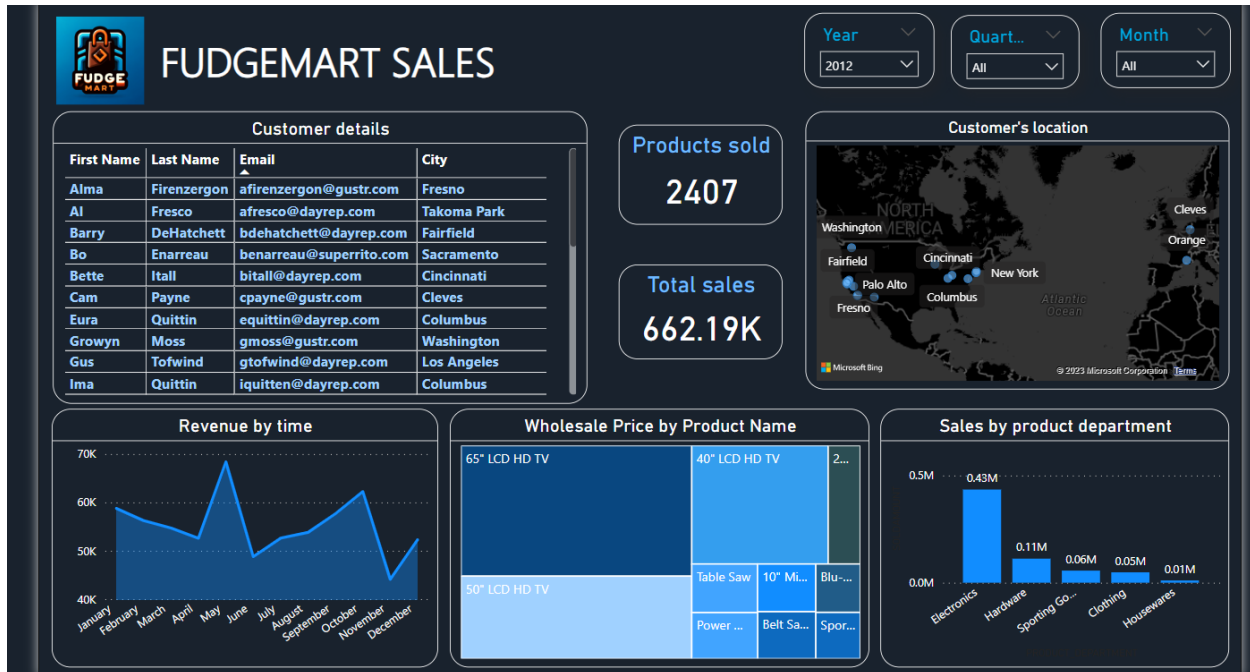 FUDGE
MART
FUDGEMART SALES
Year
2012
Quart...
All
Month
All
Customer details
First Name Last Name Email City
Alma Firenzergon afirenzergon@gustr.com Fresno
Al Fresco afresco@dayrep.com Takoma Park
Barry DeHatchett bdehatchett@dayrep.com Fairfield
Bo Enarreau benarreau@superrito.com Sacramento
Bette Itall bitall@dayrep.com Cincinnati
Cam Payne cpayne@gustr.com Cleves
Eura Quittin equittin@dayrep.com Columbus
Growyn Moss gmoss@gustr.com Washington
Gus Tofwind gtofwind@dayrep.com Los Angeles
Ima Quittin iquitten@dayrep.com Columbus
Products sold
2407
Total sales
662.19K
Customer's location
NORTH
AMERICA
Cleves
Washington
Orange
Fairfield
Cincinnati
New York
Palo Alto
Columbus
Fresno
Atlantic
Ocean
Microsoft Bing
© 2023 Microsoft Corporation Terms
Revenue by time
70K
60K
50K
40K
January February March April May June July August September October November December
Wholesale Price by Product Name
65" LCD HD TV
40" LCD HD TV
2...
50" LCD HD TV
Table Saw
10" Mi...
Blu-...
Power ...
Belt Sa...
Spor...
Sales by product department
0.5M
0.43M
0.11M
0.06M
0.05M
0.01M
0.0M
Electronics Hardware Sporting Go... Clothing Housewares